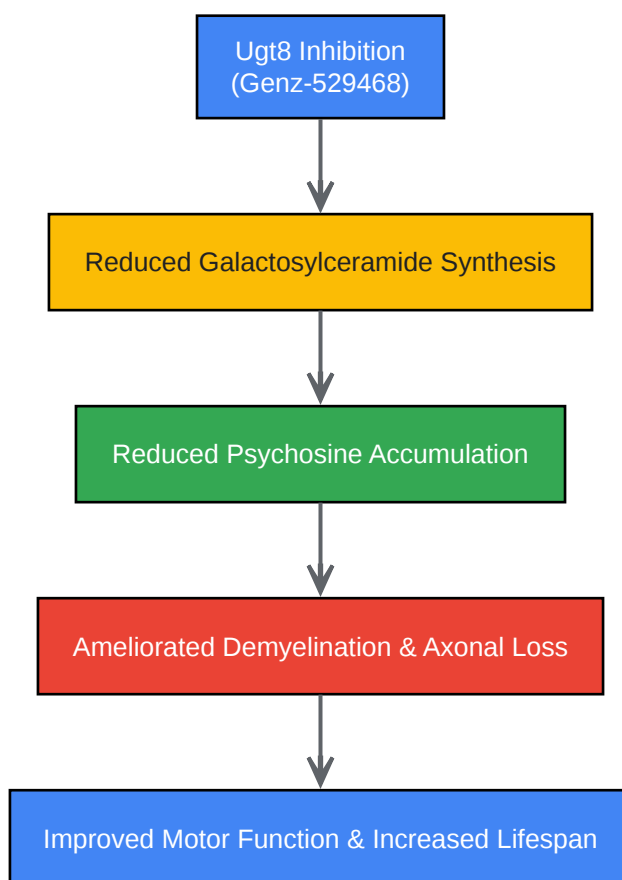 Ugt8 Inhibition
(Genz-529468)
Reduced Galactosylceramide Synthesis
Reduced Psychosine Accumulation
Ameliorated Demyelination & Axonal Loss
Improved Motor Function & Increased Lifespan